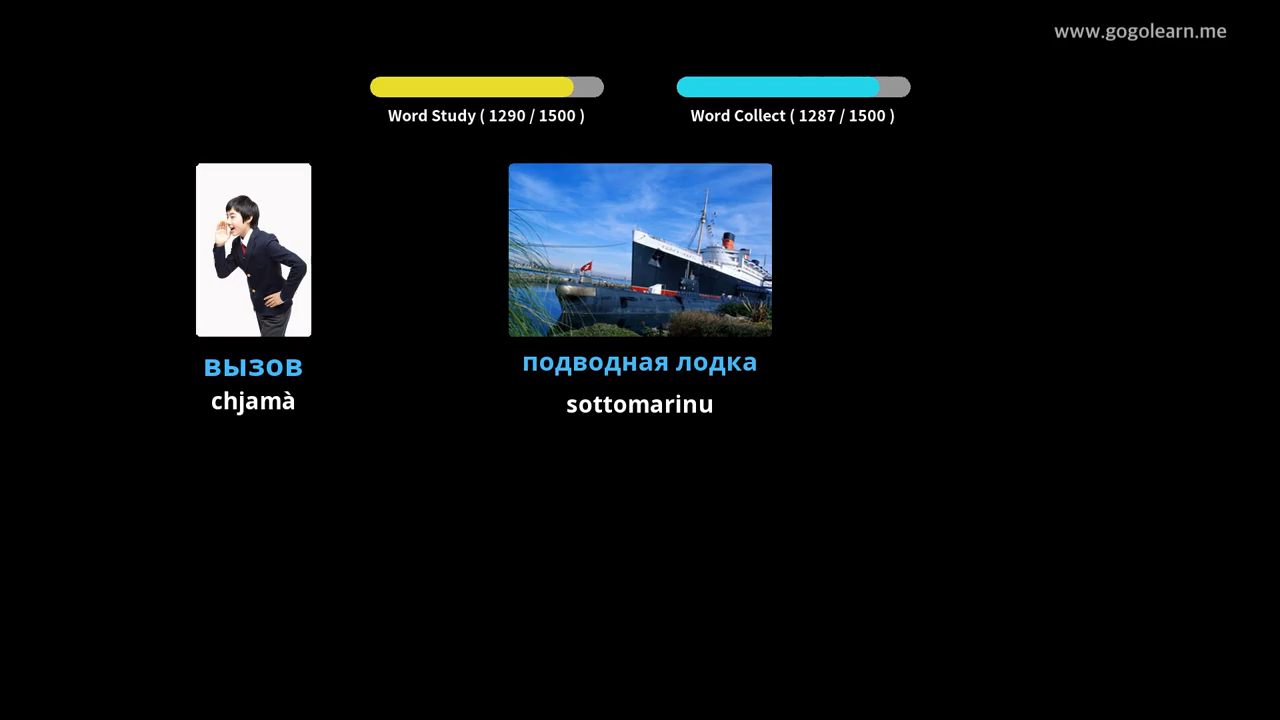 www.gogolearn.me
Word Study ( 1290 / 1500 )
Word Collect ( 1287 / 1500 )
вызов
chjamà
подводная лодка
sottomarinu